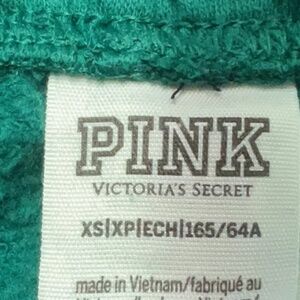 PINK
VICTORIA'S SECRET
XS|XP|ECH|165/64A
made in Vietnam/fabriqué au